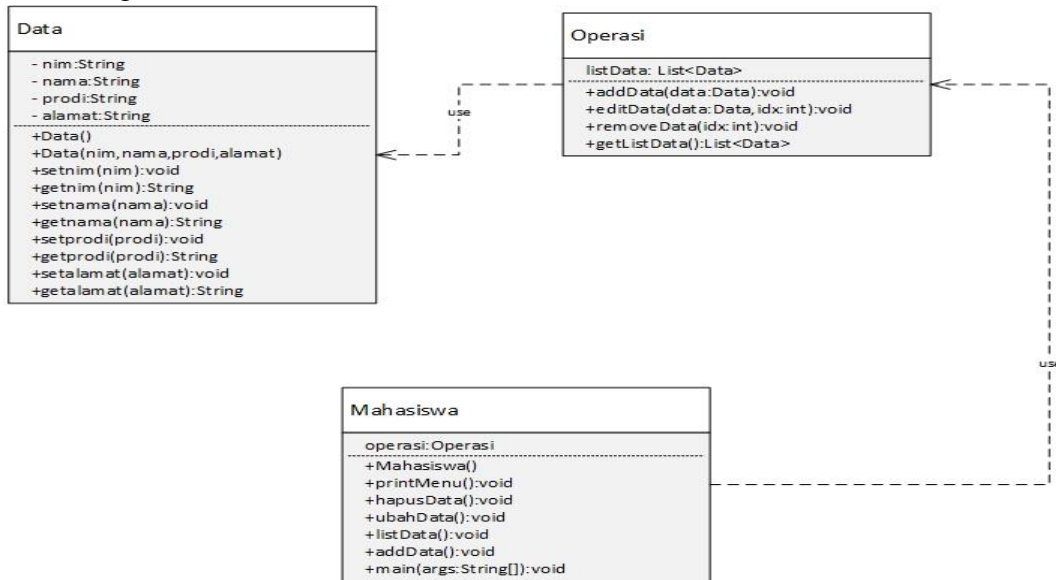 Data
- nim:String
- nama:String
- prodi:String
- alamat:String
+Data()
+Data(nim,nama,prodi,alamat)
+setnim(nim):void
+getnim(nim):String
+setnama(nama):void
+getnama(nama):String
+setprodi(prodi):void
+getprodi(prodi):String
+setalamat(alamat):void
+getalamat(alamat):String
use
Operasi
listData: List<Data>
+addData(data:Data):void
+editData(data:Data,idx:int):void
+removeData(idx:int):void
+getListData():List<Data>
use
Mahasiswa
operasi:Operasi
+Mahasiswa()
+printMenu():void
+hapusData():void
+ubahData():void
+listData():void
+addData():void
+main(args:String[]):void